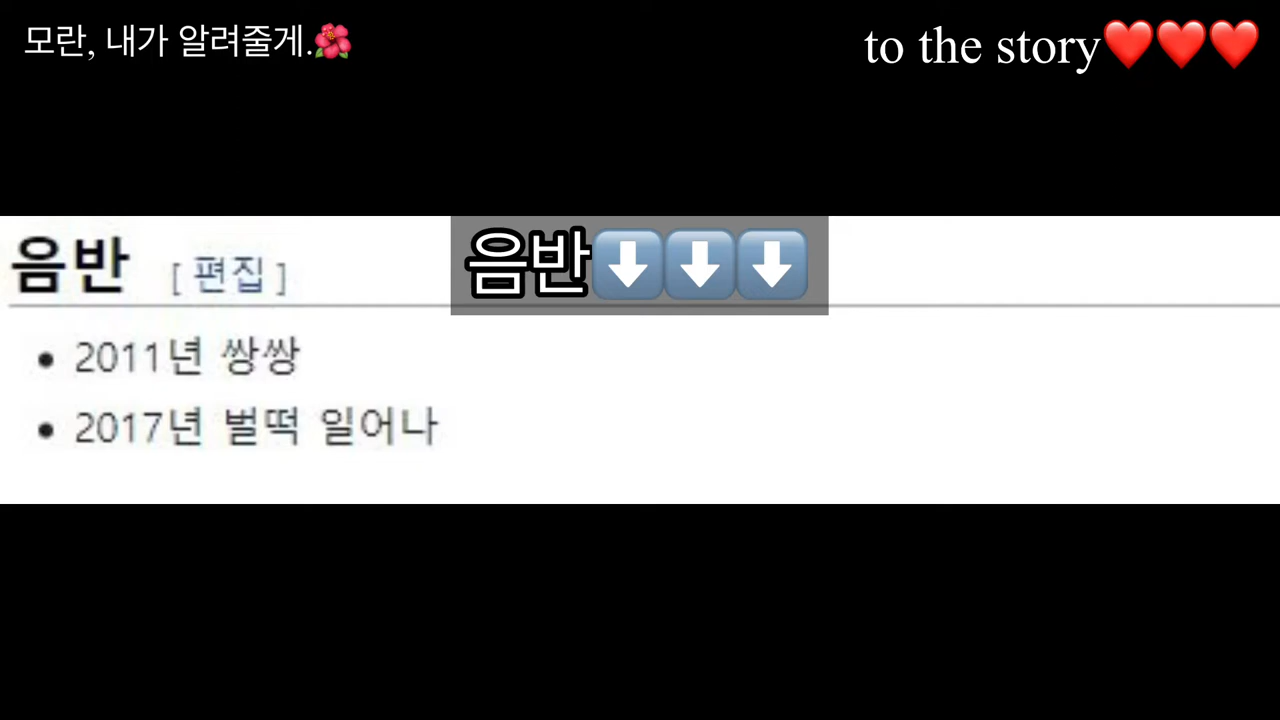 모란, 내가 알려줄게.🌺
to the story❤️❤️❤️
음반 [ 편집 ]
음반⬇️⬇️⬇️
• 2011년 쌍쌍
• 2017년 벌떡 일어나